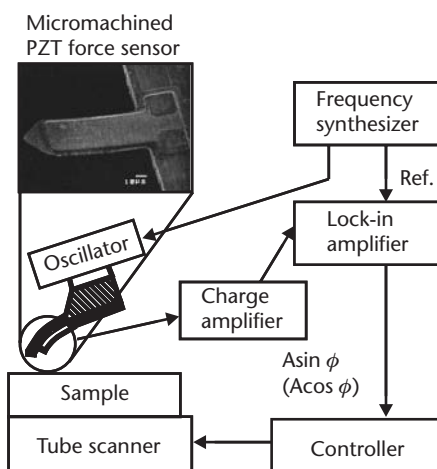 Micromachined
PZT force sensor
Frequency
synthesizer
Ref.
Oscillator
Lock-in
amplifier
Charge
amplifier
Asin ϕ
(Acos ϕ)
Sample
Tube scanner
Controller